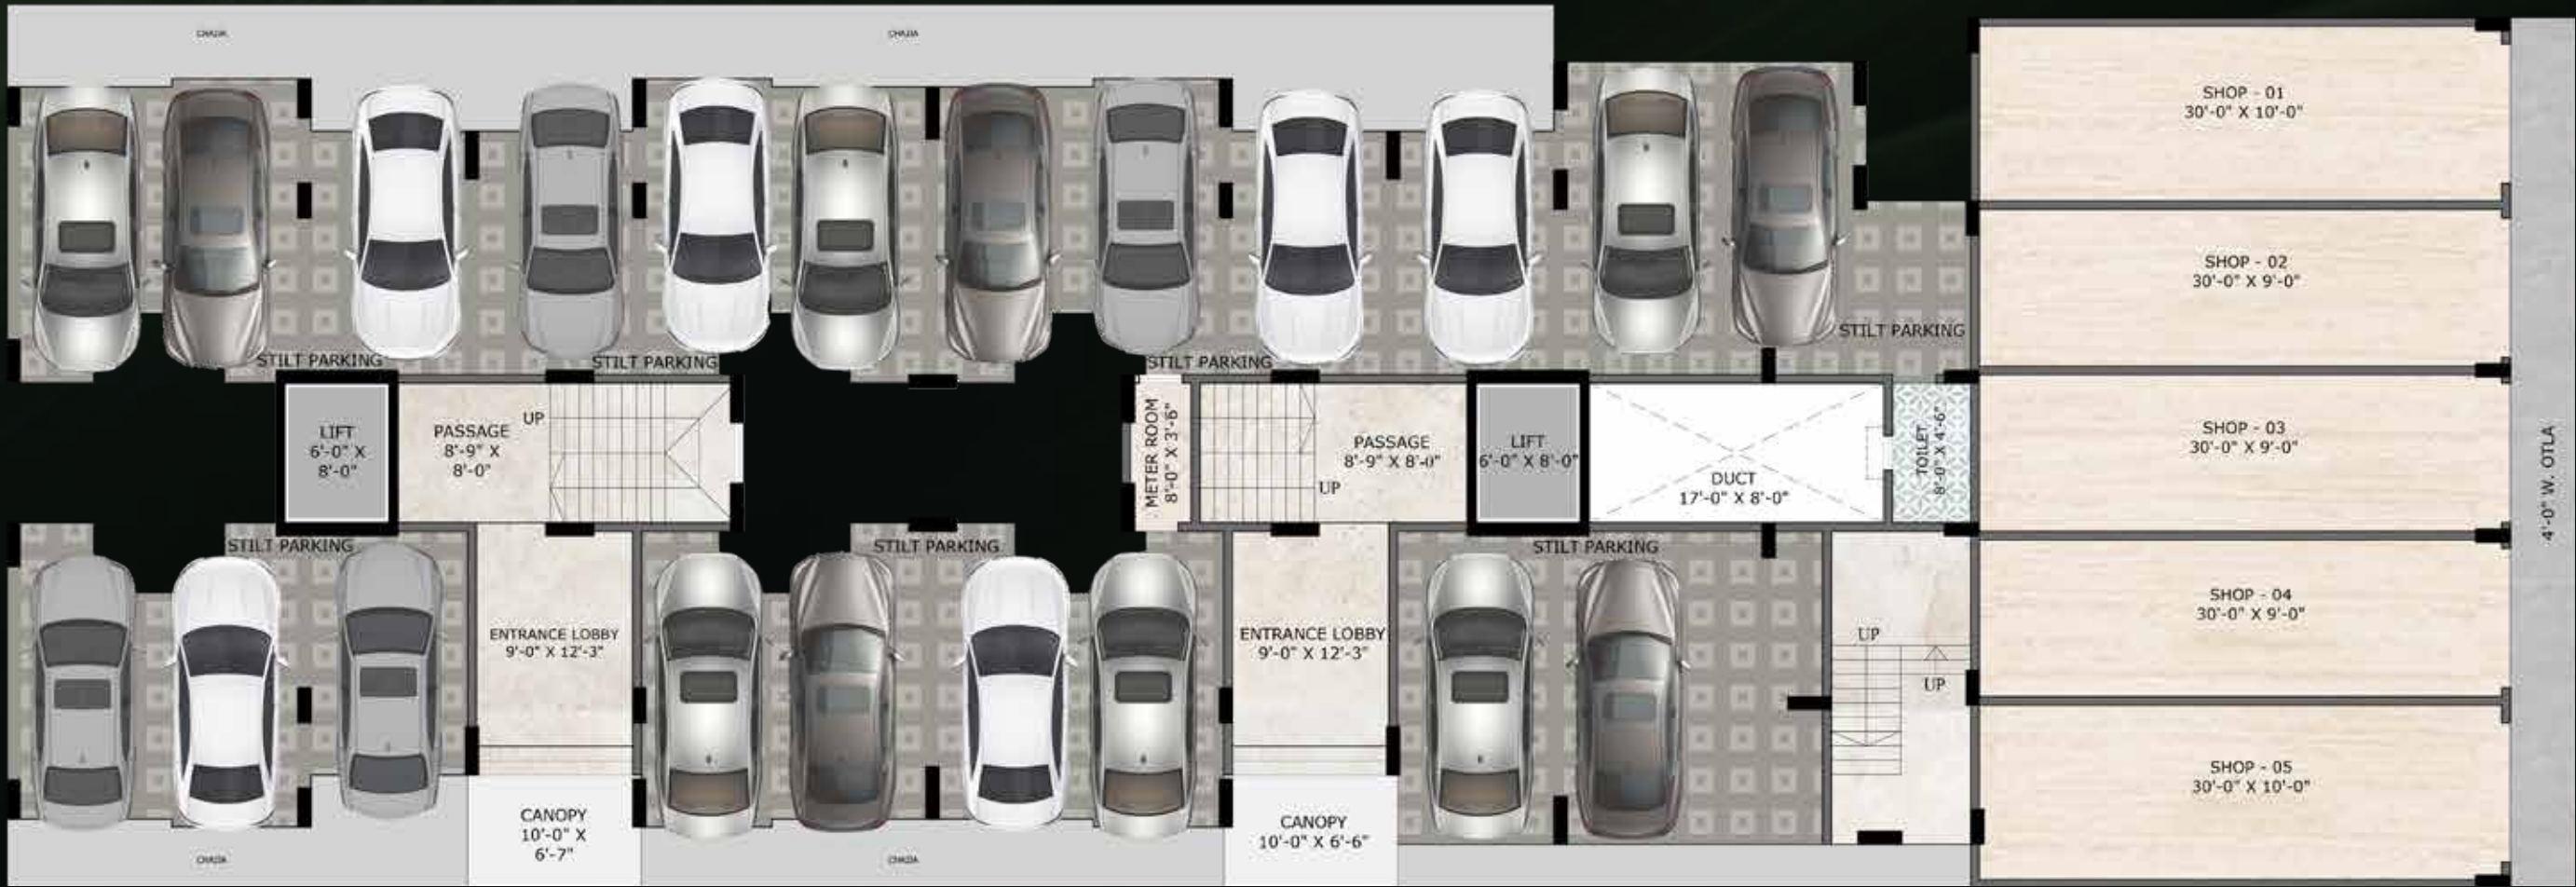 CHAJJA
CHAJJA
SHOP - 01
30'-0" X 10'-0"
SHOP - 02
30'-0" X 9'-0"
STILT PARKING
STILT PARKING
STILT PARKING
STILT PARKING
LIFT
6'-0" X
8'-0"
PASSAGE
8'-9" X
8'-0"
UP
METER ROOM
8'-0" X 3'-6"
UP
PASSAGE
8'-9" X 8'-0"
LIFT
6'-0" X 8'-0"
DUCT
17'-0" X 8'-0"
TOILET
8'-0" X 4'-6"
SHOP - 03
30'-0" X 9'-0"
4'-0" W. OTLA
STILT PARKING
STILT PARKING
STILT PARKING
ENTRANCE LOBBY
9'-0" X 12'-3"
ENTRANCE LOBBY
9'-0" X 12'-3"
UP
UP
SHOP - 04
30'-0" X 9'-0"
SHOP - 05
30'-0" X 10'-0"
CANOPY
10'-0" X
6'-7"
CANOPY
10'-0" X 6'-6"
CHAJJA
CHAJJA